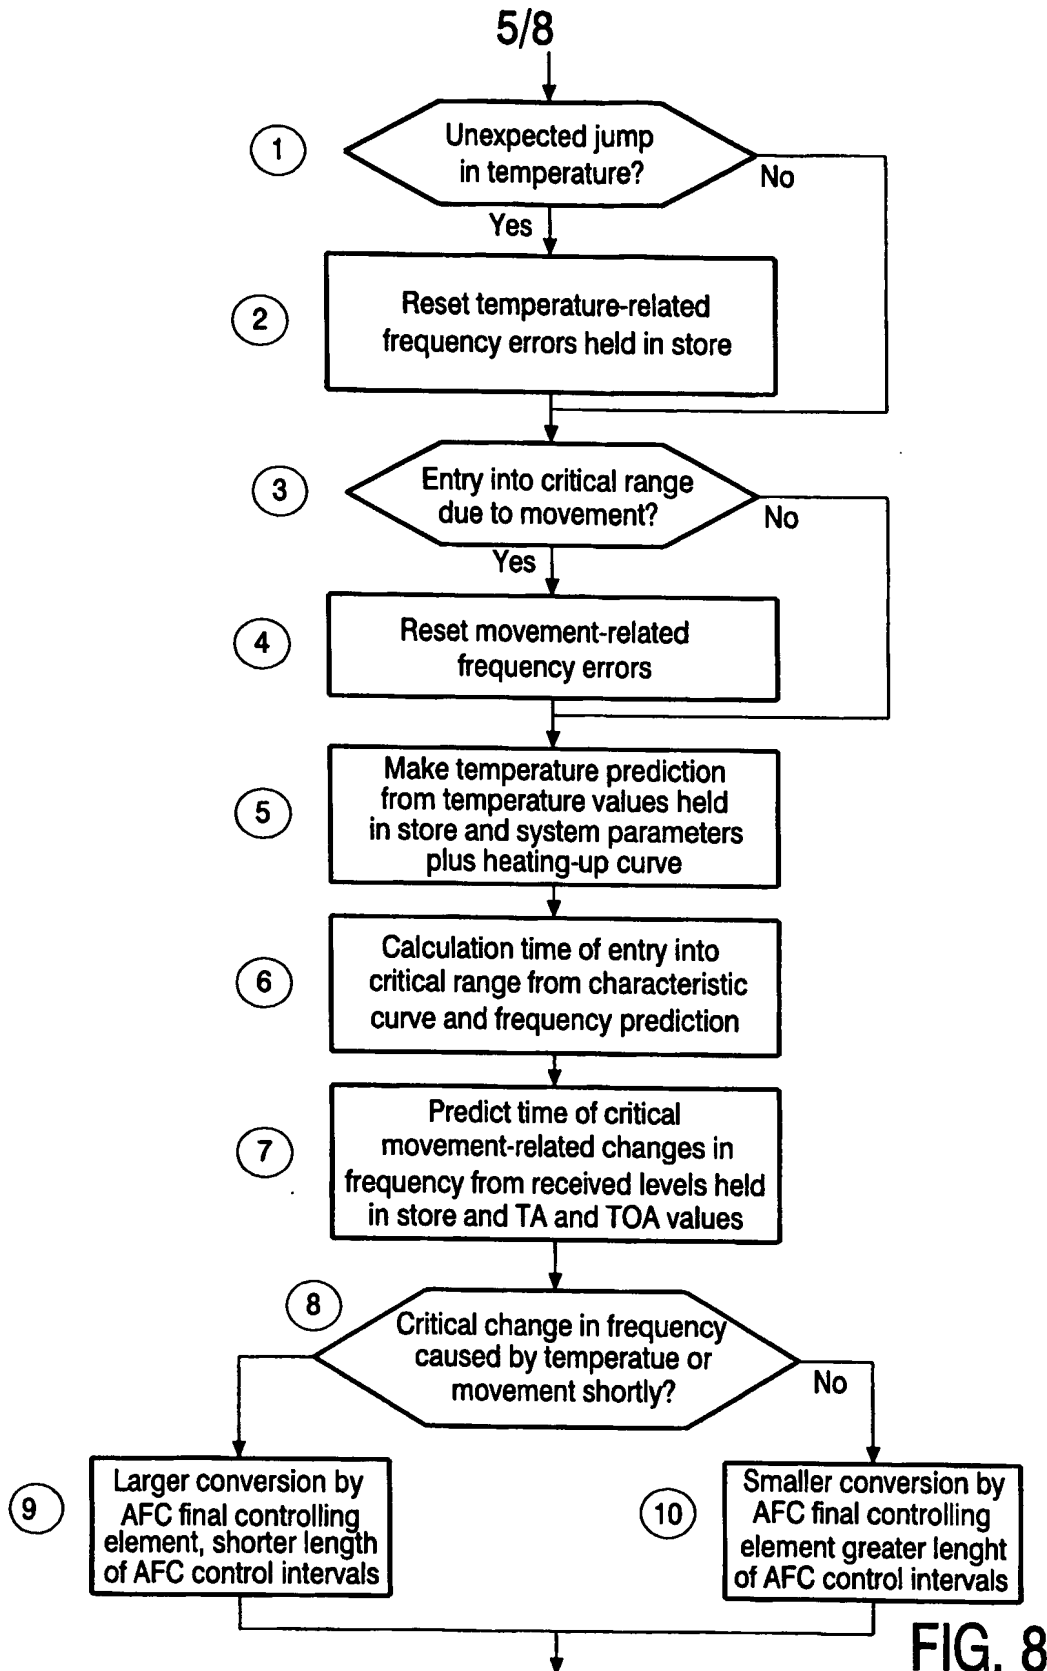 5/8
1
Unexpected jump
in temperature?
No
Yes
2
Reset temperature-related
frequency errors held in store
3
Entry into critical range
due to movement?
No
Yes
4
Reset movement-related
frequency errors
5
Make temperature prediction
from temperature values held
in store and system parameters
plus heating-up curve
6
Calculation time of entry into
critical range from characteristic
curve and frequency prediction
7
Predict time of critical
movement-related changes in
frequency from received levels held
in store and TA and TOA values
8
Critical change in frequency
caused by temperatue or
movement shortly?
No
9
Larger conversion by
AFC final controlling
element, shorter length
of AFC control intervals
10
Smaller conversion by
AFC final controlling
element greater lenght
of AFC control intervals
FIG. 8